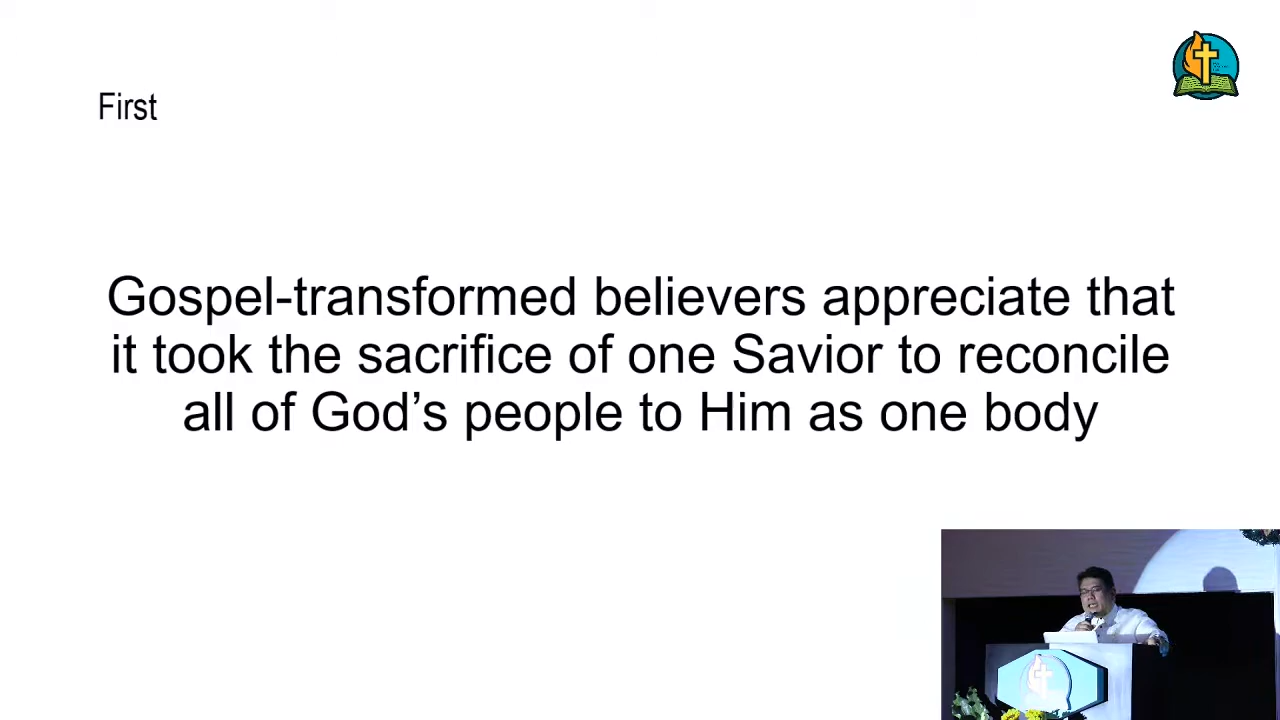 First
Gospel-transformed believers appreciate that
it took the sacrifice of one Savior to reconcile
all of God’s people to Him as one body